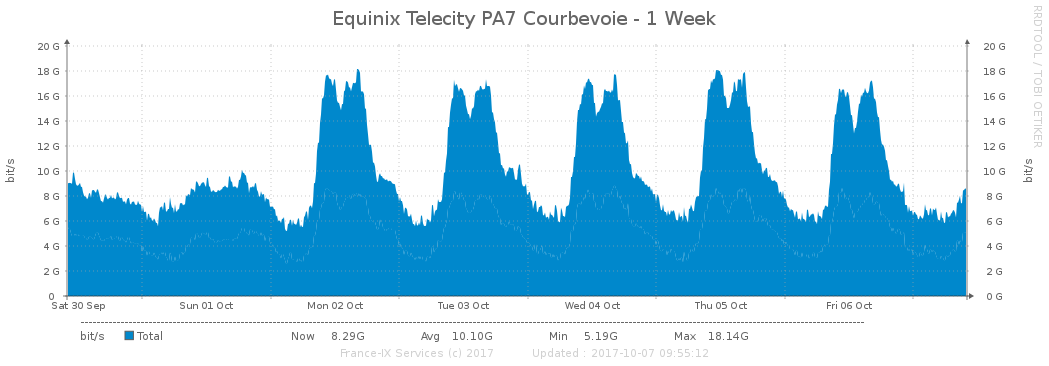 Equinix Telecity PA7 Courbevoie - 1 Week
RRDTOOL / TOBI OETIKER
bit/s
20 G 20 G
18 G 18 G
16 G 16 G
14 G 14 G
12 G 12 G
10 G 10 G
8 G 8 G
6 G 6 G
4 G 4 G
2 G 2 G
0 0 G
bit/s
Sat 30 Sep Sun 01 Oct Mon 02 Oct Tue 03 Oct Wed 04 Oct Thu 05 Oct Fri 06 Oct
bit/s Total Now 8.29G Avg 10.10G Min 5.19G Max 18.14G
France-IX Services (c) 2017 Updated : 2017-10-07 09:55:12